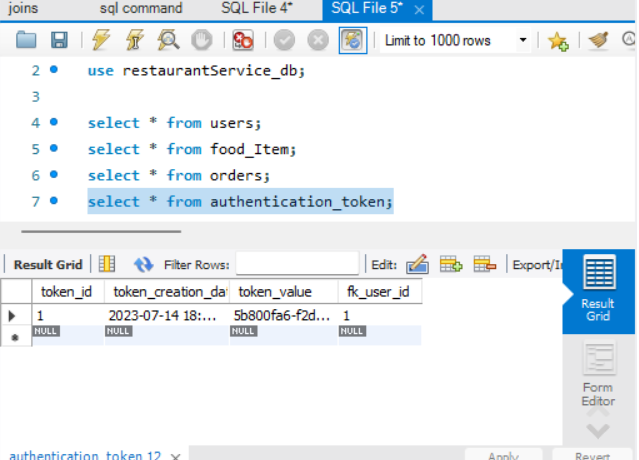 joins sql command SQL File 4* SQL File 5* ×
Limit to 1000 rows
2 use restaurantService_db;
3
4 select * from users;
5 select * from food_Item;
6 select * from orders;
7 select * from authentication_token;
Result Grid Filter Rows: Edit: Export/I
token_id token_creation_da token_value fk_user_id
1 2023-07-14 18:... 5b800fa6-f2d... 1
NULL NULL NULL NULL
Result
Grid
Form
Editor
authentication_token 12 × Apply Revert